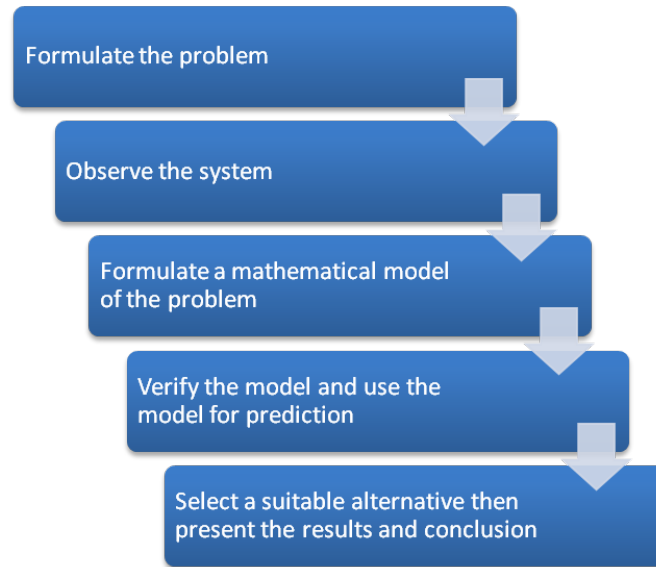 Formulate the problem
Observe the system
Formulate a mathematical model
of the problem
Verify the model and use the
model for prediction
Select a suitable alternative then
present the results and conclusion